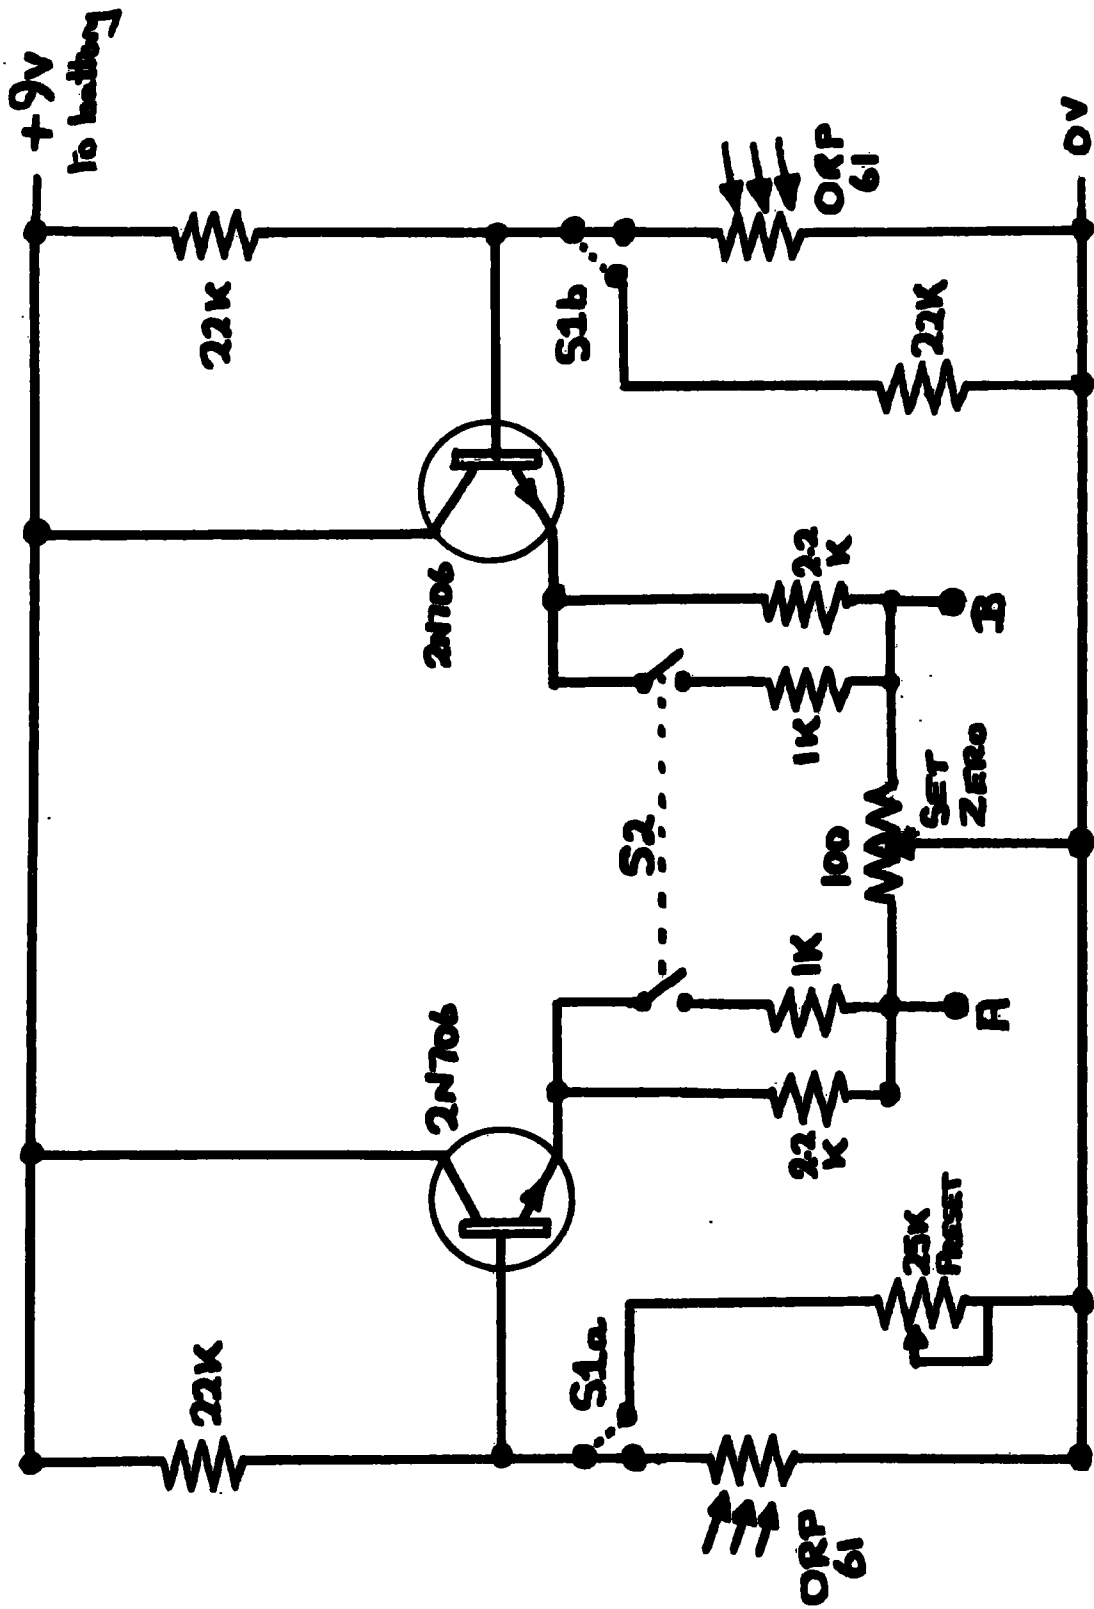 +9V
to battery
22K
22K
2N706
2N706
S1a
S1b
S2
ORP
61
ORP
61
25K
PRESET
2·2
K
1K
1K
2·2
K
22K
100
SET
ZERO
A
B
0V